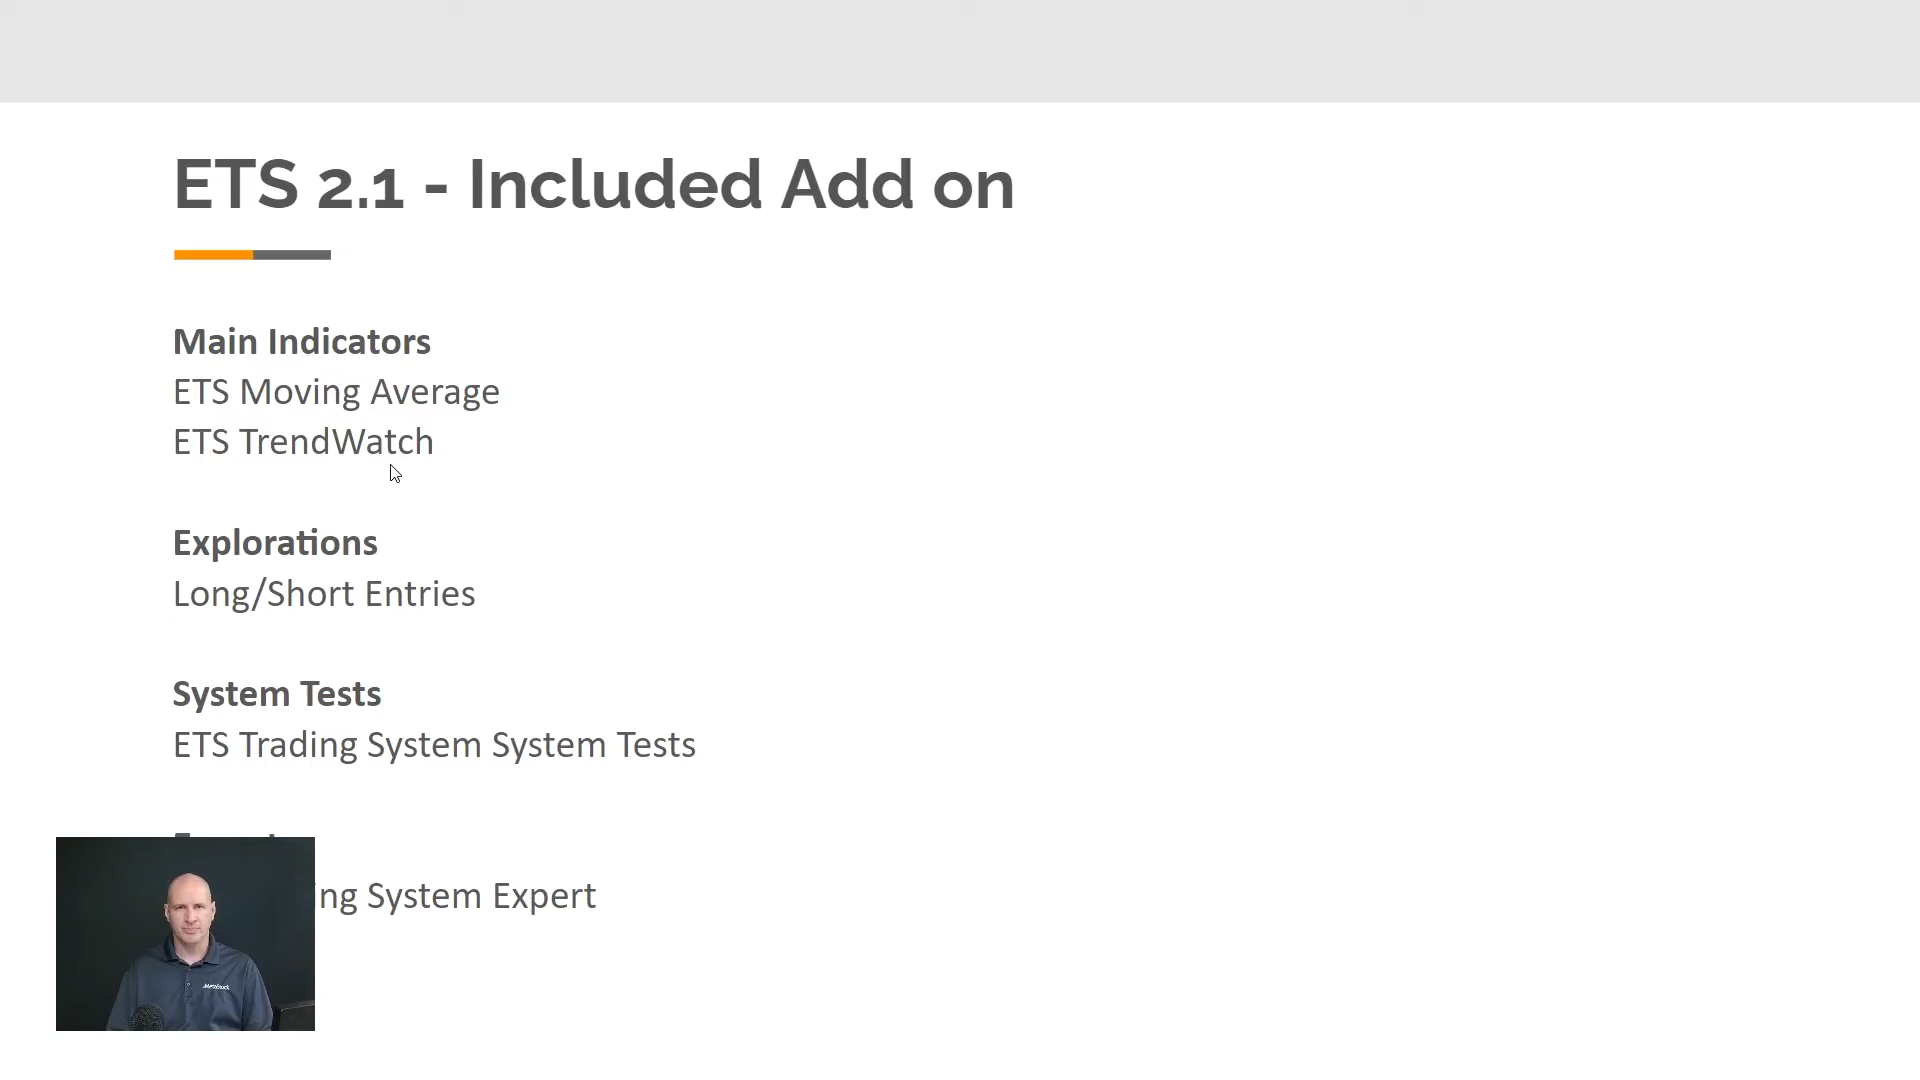 ETS 2.1 - Included Add on
Main Indicators
ETS Moving Average
ETS TrendWatch
Explorations
Long/Short Entries
System Tests
ETS Trading System System Tests
System Expert
MetaStock